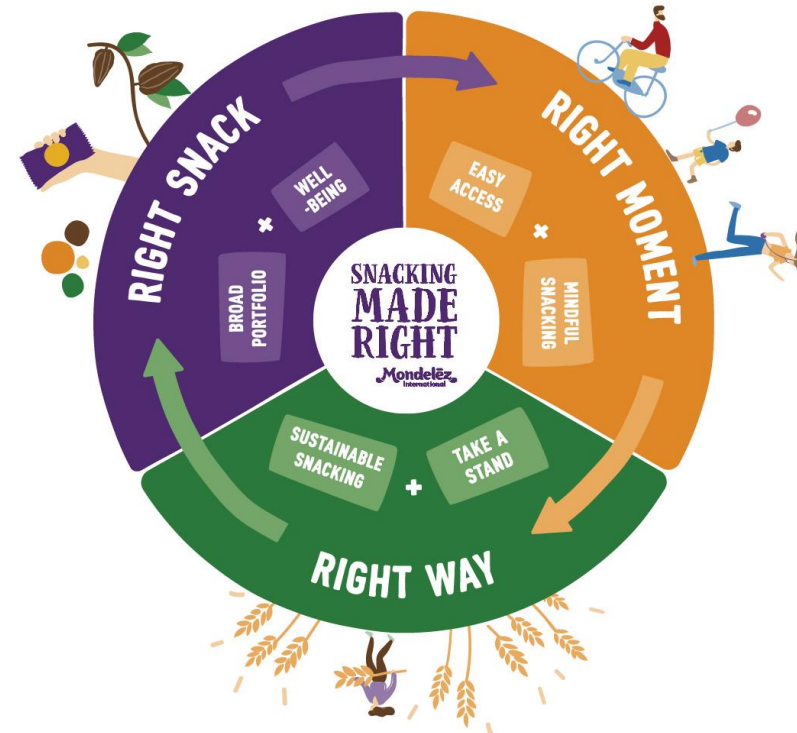 RIGHT SNACK
WELL
-BEING
+
BROAD
PORTFOLIO
RIGHT MOMENT
EASY
ACCESS
+
MINDFUL
SNACKING
SNACKING
MADE
RIGHT
Mondelēz
International
SUSTAINABLE
SNACKING
+
TAKE A
STAND
RIGHT WAY